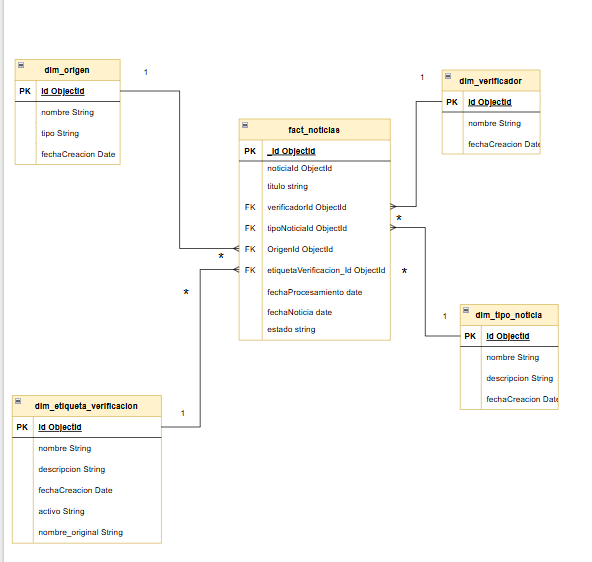 1
dim_origen
PK id ObjectId
nombre String
tipo String
fechaCreacion Date
1
dim_verificador
PK id ObjectId
nombre String
fechaCreacion Date
fact_noticias
PK _id ObjectId
noticiaId ObjectId
titulo string
FK verificadorId ObjectId
*
FK tipoNoticiaId ObjectId
FK OrigenId ObjectId
*
FK etiquetaVerificacion_Id ObjectId
*
*
fechaProcesamiento date
fechaNoticia date
estado string
1
dim_tipo_noticia
PK id ObjectId
nombre String
descripcion String
fechaCreacion Date
dim_etiqueta_verificacion
1
PK id ObjectId
nombre String
descripcion String
fechaCreacion Date
activo String
nombre_original String